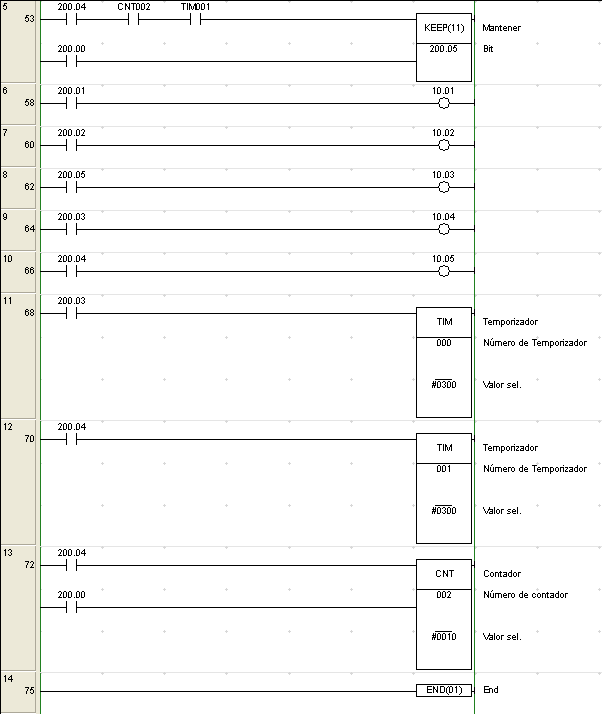 5 200.04 CNT002 TIM001
53 KEEP(11) Mantener
200.00 200.05 Bit
6 200.01 10.01
58
7 200.02 10.02
60
8 200.05 10.03
62
9 200.03 10.04
64
10 200.04 10.05
66
11 200.03
68 TIM Temporizador
000 Número de Temporizador
#0300 Valor sel.
12 200.04
70 TIM Temporizador
001 Número de Temporizador
#0300 Valor sel.
13 200.04
72 CNT Contador
200.00 002 Número de contador
#0010 Valor sel.
14
75 END(01) End